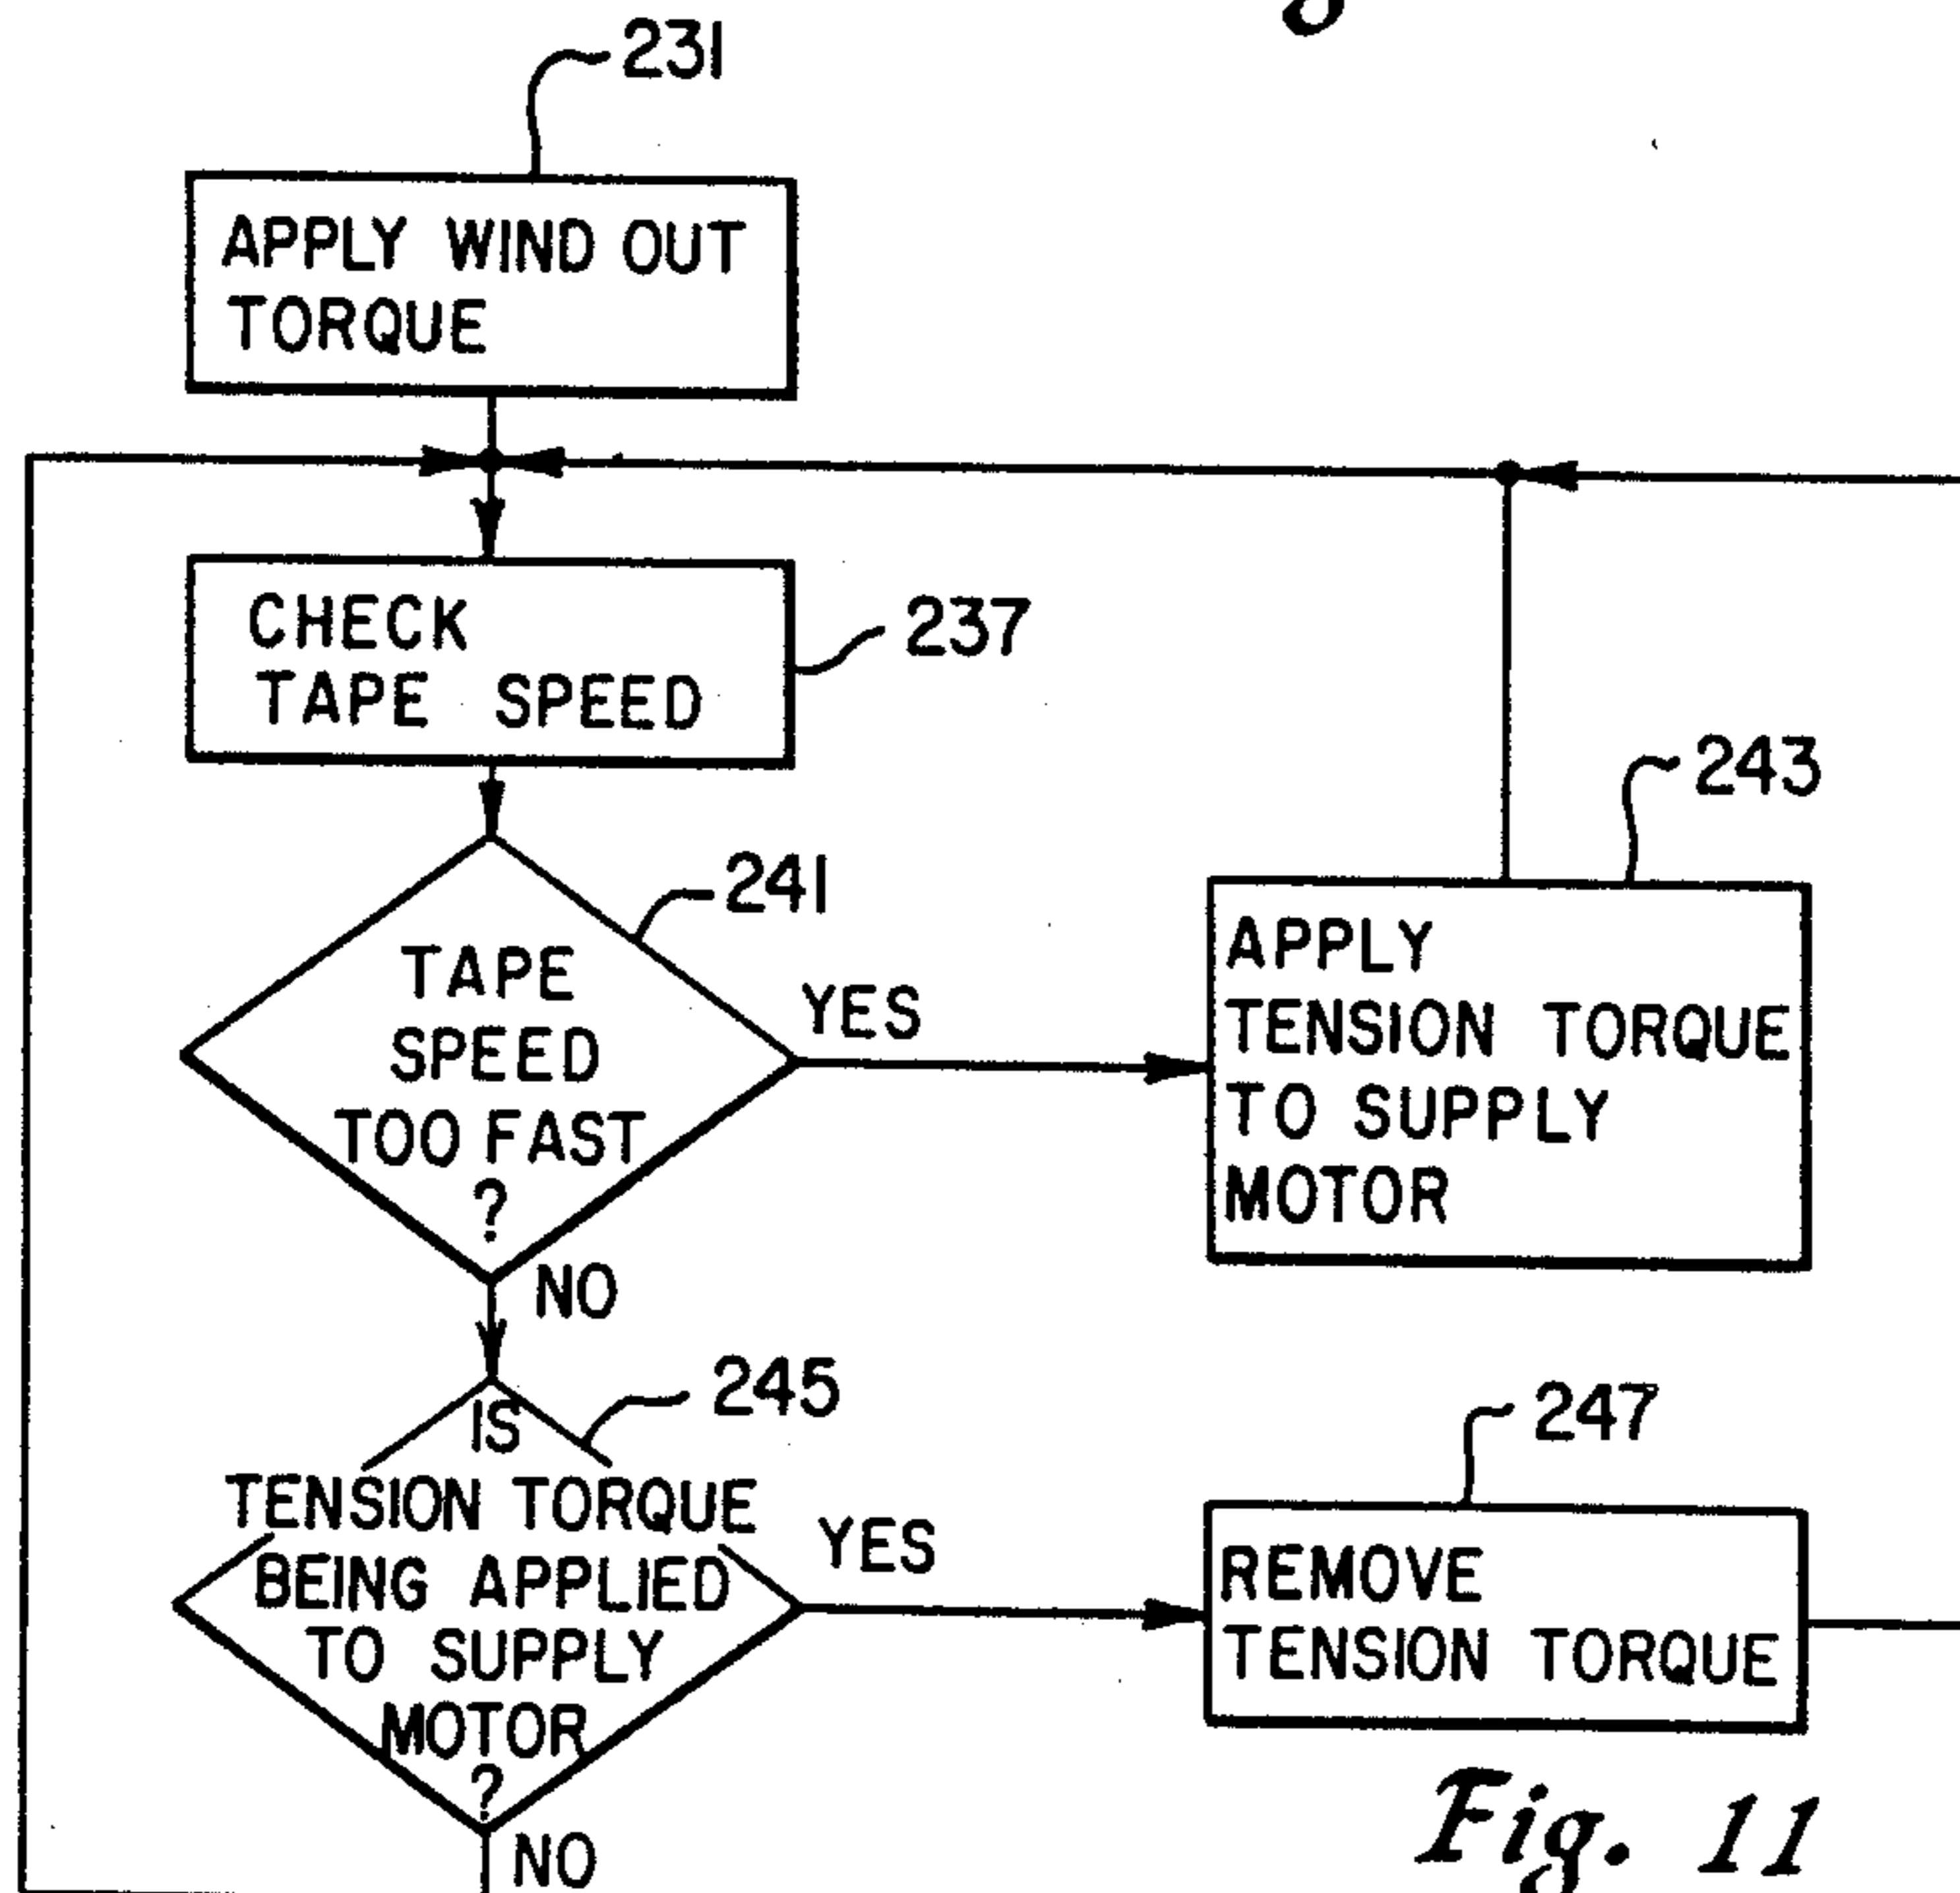 231
APPLY WIND OUT
TORQUE
CHECK
TAPE SPEED
237
241
TAPE
SPEED
TOO FAST
?
YES
NO
243
APPLY
TENSION TORQUE
TO SUPPLY
MOTOR
245
IS
TENSION TORQUE
BEING APPLIED
TO SUPPLY
MOTOR
?
YES
NO
247
REMOVE
TENSION TORQUE
Fig. 11